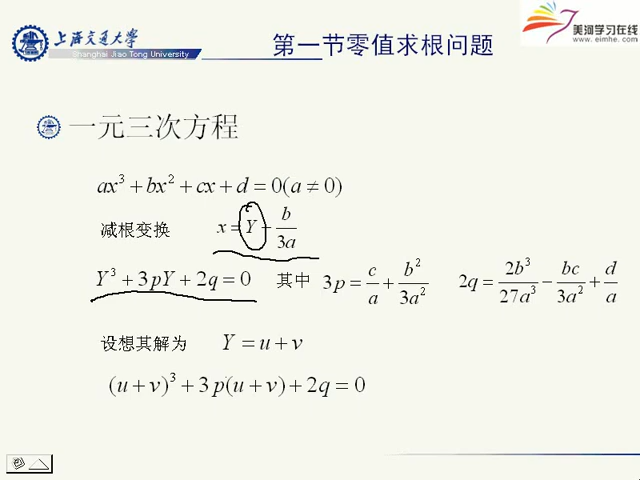 上海交通大学
Shanghai Jiao Tong University
第一节零值求根问题
美河学习在线
www.eimhe.com
一元三次方程
ax³ + bx² + cx + d = 0(a ≠ 0)
减根变换 x = Y - b/3a
Y³ + 3pY + 2q = 0 其中 3p = c/a + b²/3a² 2q = 2b³/27a³ - bc/3a² + d/a
设想其解为 Y = u + v
(u + v)³ + 3p(u + v) + 2q = 0